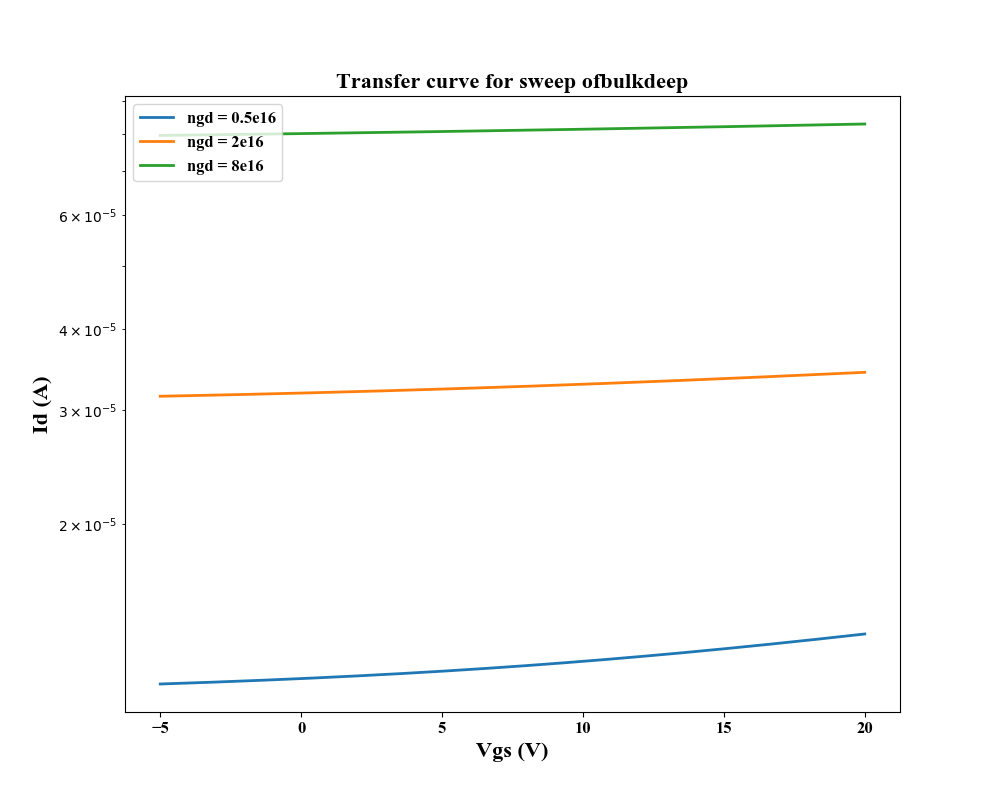 Transfer curve for sweep ofbulkdeep
ngd = 0.5e16
ngd = 2e16
ngd = 8e16
6 × 10⁻⁵
4 × 10⁻⁵
3 × 10⁻⁵
2 × 10⁻⁵
Id (A)
−5 0 5 10 15 20
Vgs (V)